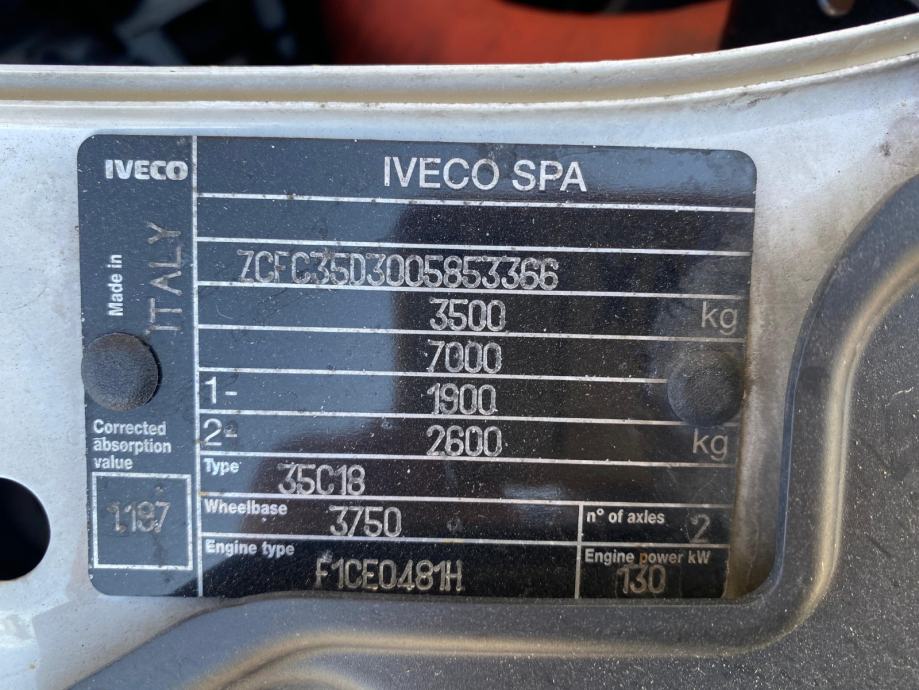 IVECO
IVECO SPA
Made in
ITALY
ZCFC35D3005853366
3500 kg
7000
1- 1900
2- 2600 kg
Corrected
absorption
value
1.187
Type
35C18
Wheelbase 3750
n° of axles 2
Engine type
F1CE0481H
Engine power kW
130